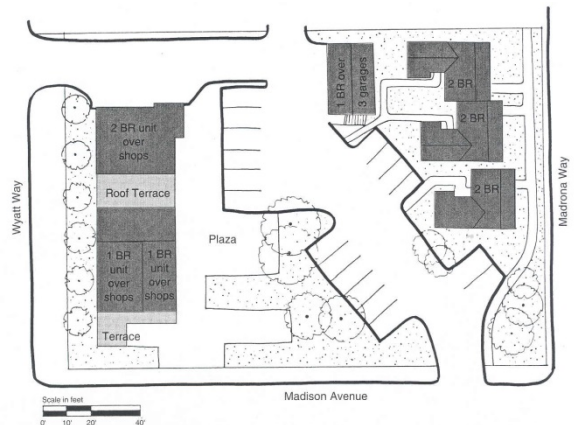 1 BR over
3 garages
2 BR
2 BR
2 BR
2 BR unit
over
shops
Roof Terrace
Plaza
1 BR
unit
over
shops
1 BR
unit
over
shops
Terrace
Wyatt Way
Madrona Way
Madison Avenue
Scale in feet
0' 10' 20' 40'